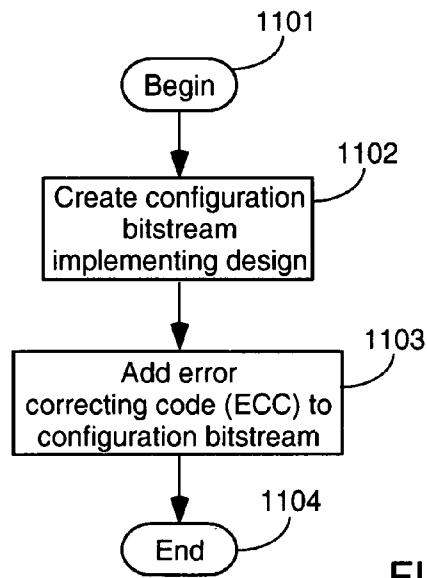 1101
Begin
1102
Create configuration
bitstream
implementing design
1103
Add error
correcting code (ECC) to
configuration bitstream
1104
End